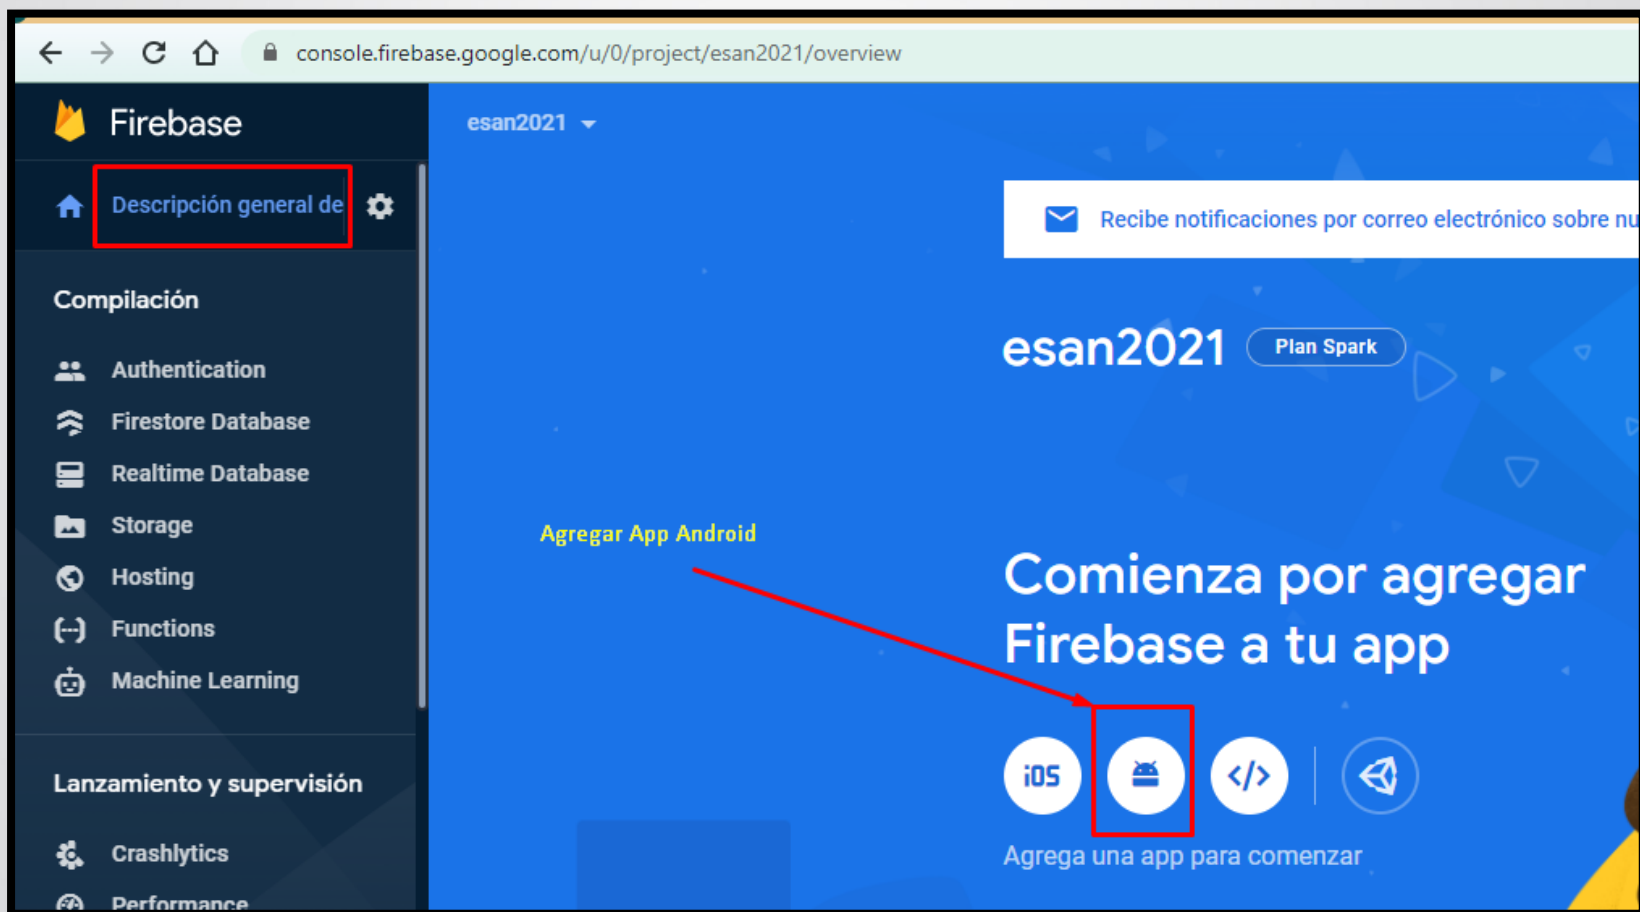 console.firebase.google.com/u/0/project/esan2021/overview
Firebase
esan2021
Descripción general de
Recibe notificaciones por correo electrónico sobre nu
Compilación
esan2021
Plan Spark
Authentication
Firestore Database
Realtime Database
Storage
Agregar App Android
Hosting
Comienza por agregar
Firebase a tu app
Functions
Machine Learning
iOS
</>
Lanzamiento y supervisión
Crashlytics
Agrega una app para comenzar
Performance